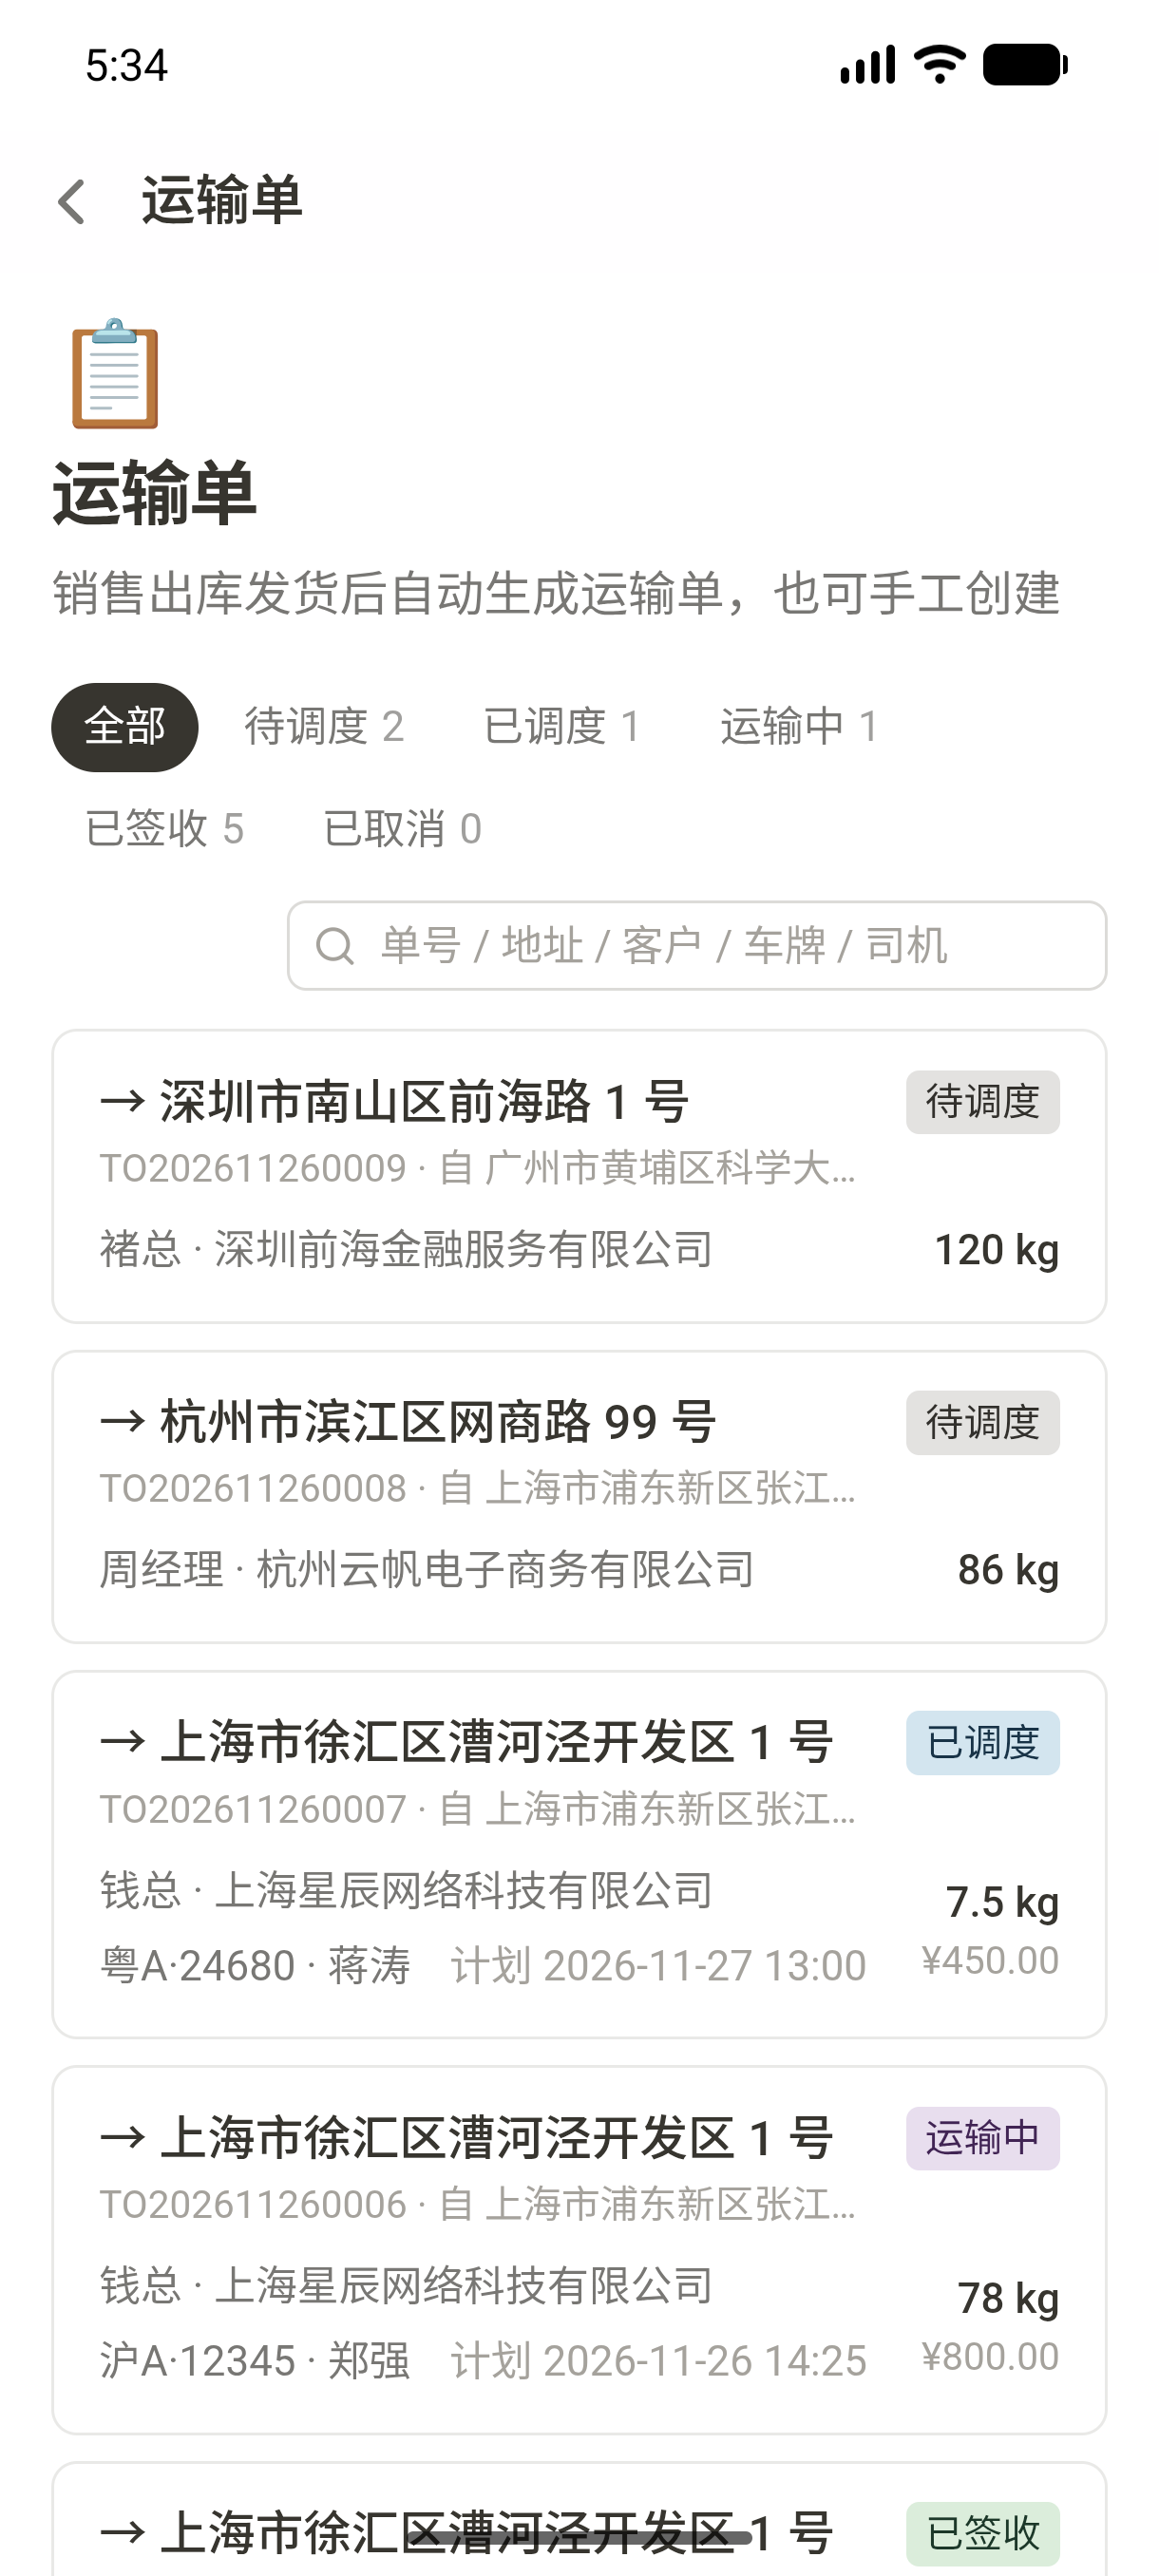 5:34
运输单
运输单
销售出库发货后自动生成运输单，也可手工创建
全部 待调度 2 已调度 1 运输中 1
已签收 5 已取消 0
单号 / 地址 / 客户 / 车牌 / 司机
→ 深圳市南山区前海路 1 号 待调度
TO202611260009 · 自 广州市黄埔区科学大...
褚总 · 深圳前海金融服务有限公司 120 kg
→ 杭州市滨江区网商路 99 号 待调度
TO202611260008 · 自 上海市浦东新区张江...
周经理 · 杭州云帆电子商务有限公司 86 kg
→ 上海市徐汇区漕河泾开发区 1 号 已调度
TO202611260007 · 自 上海市浦东新区张江...
钱总 · 上海星辰网络科技有限公司 7.5 kg
粤A·24680 · 蒋涛 计划 2026-11-27 13:00 ¥450.00
→ 上海市徐汇区漕河泾开发区 1 号 运输中
TO202611260006 · 自 上海市浦东新区张江...
钱总 · 上海星辰网络科技有限公司 78 kg
沪A·12345 · 郑强 计划 2026-11-26 14:25 ¥800.00
→ 上海市徐汇区漕河泾开发区 1 号 已签收